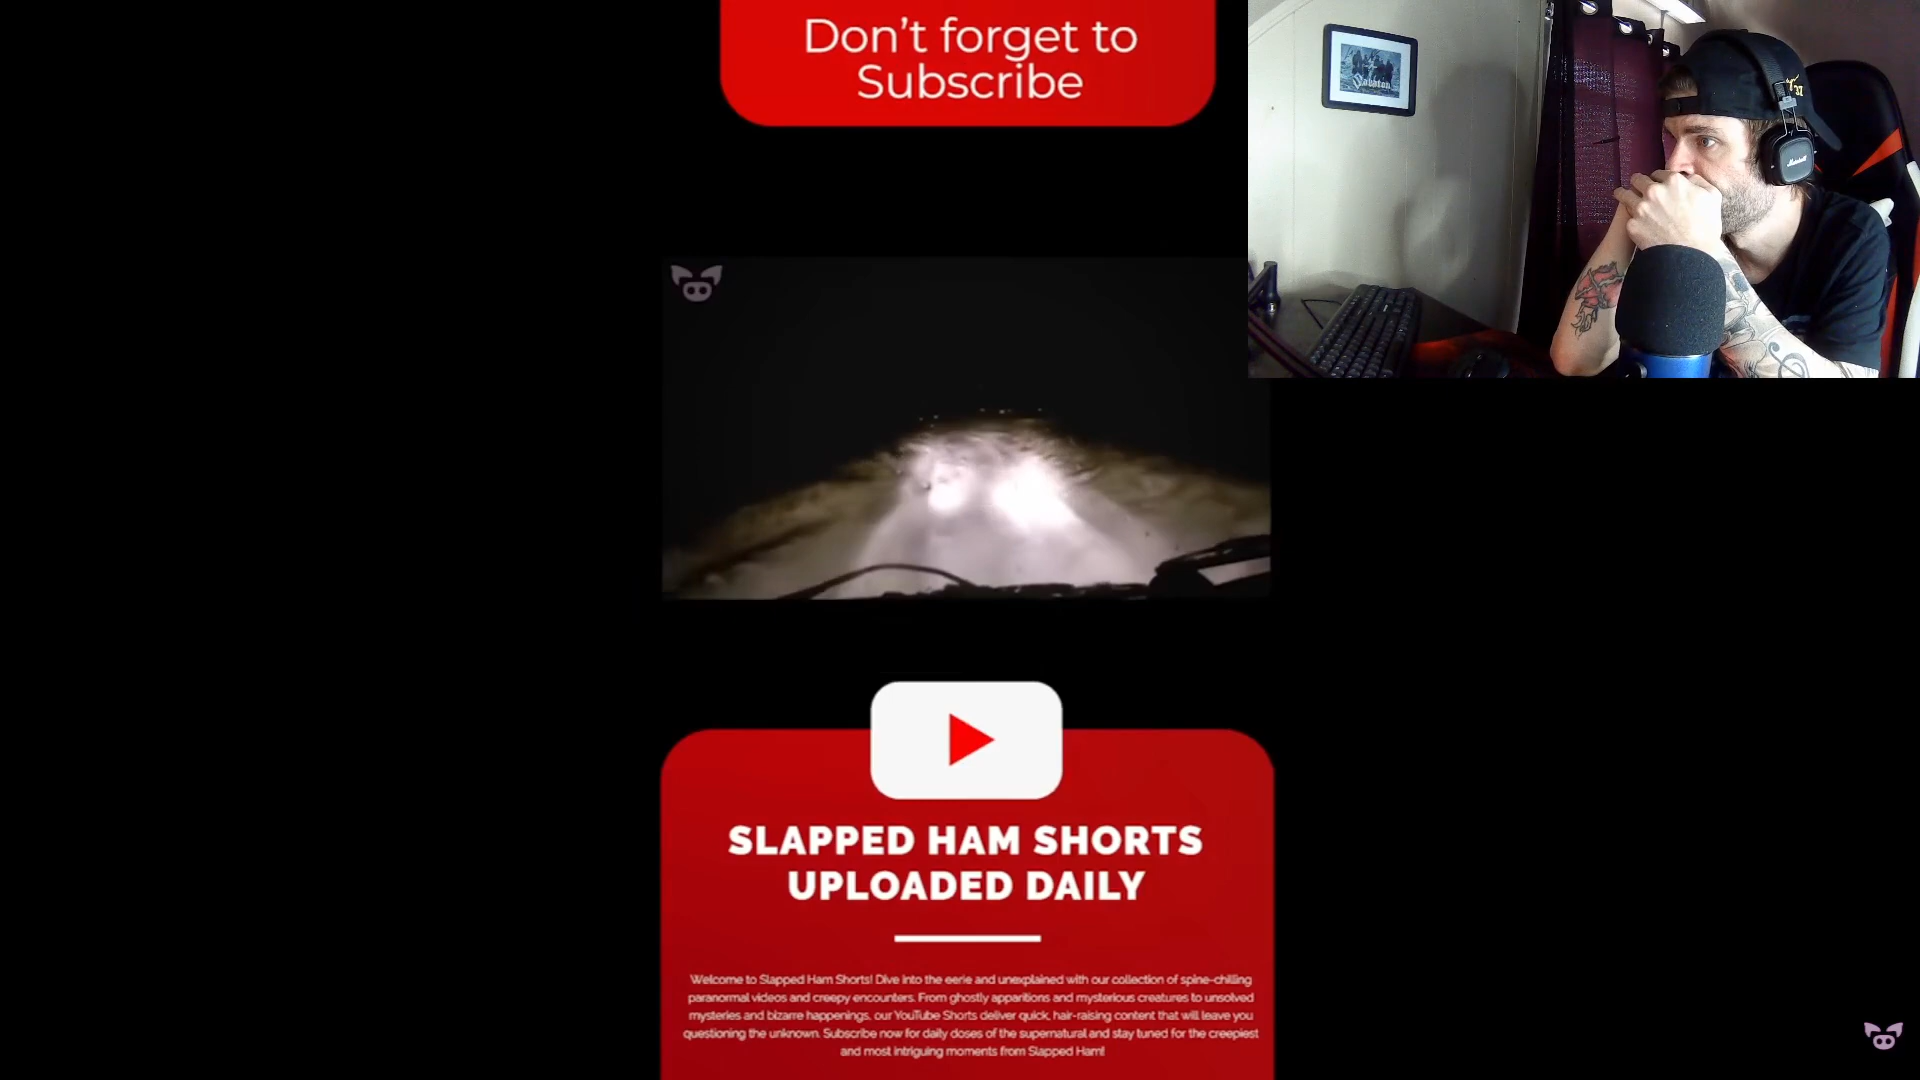 Don't forget to
Subscribe
Sabaton
Marshall
SLAPPED HAM SHORTS
UPLOADED DAILY
Welcome to Slapped Ham Shorts! Dive into the eerie and unexplained with our collection of spine-chilling
paranormal videos and creepy encounters. From ghostly apparitions and mysterious creatures to unsolved
mysteries and bizarre happenings, our YouTube Shorts deliver quick, hair-raising content that will leave you
questioning the unknown. Subscribe now for daily doses of the supernatural and stay tuned for the creepiest
and most intriguing moments from Slapped Ham!